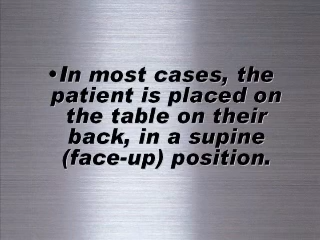 •In most cases, the
patient is placed on
the table on their
back, in a supine
(face-up) position.